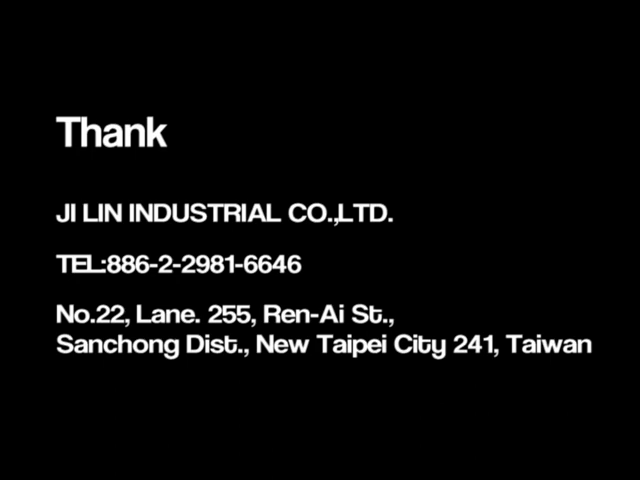 Thank
JI LIN INDUSTRIAL CO.,LTD.
TEL:886-2-2981-6646
No.22, Lane. 255, Ren-Ai St.,
Sanchong Dist., New Taipei City 241, Taiwan